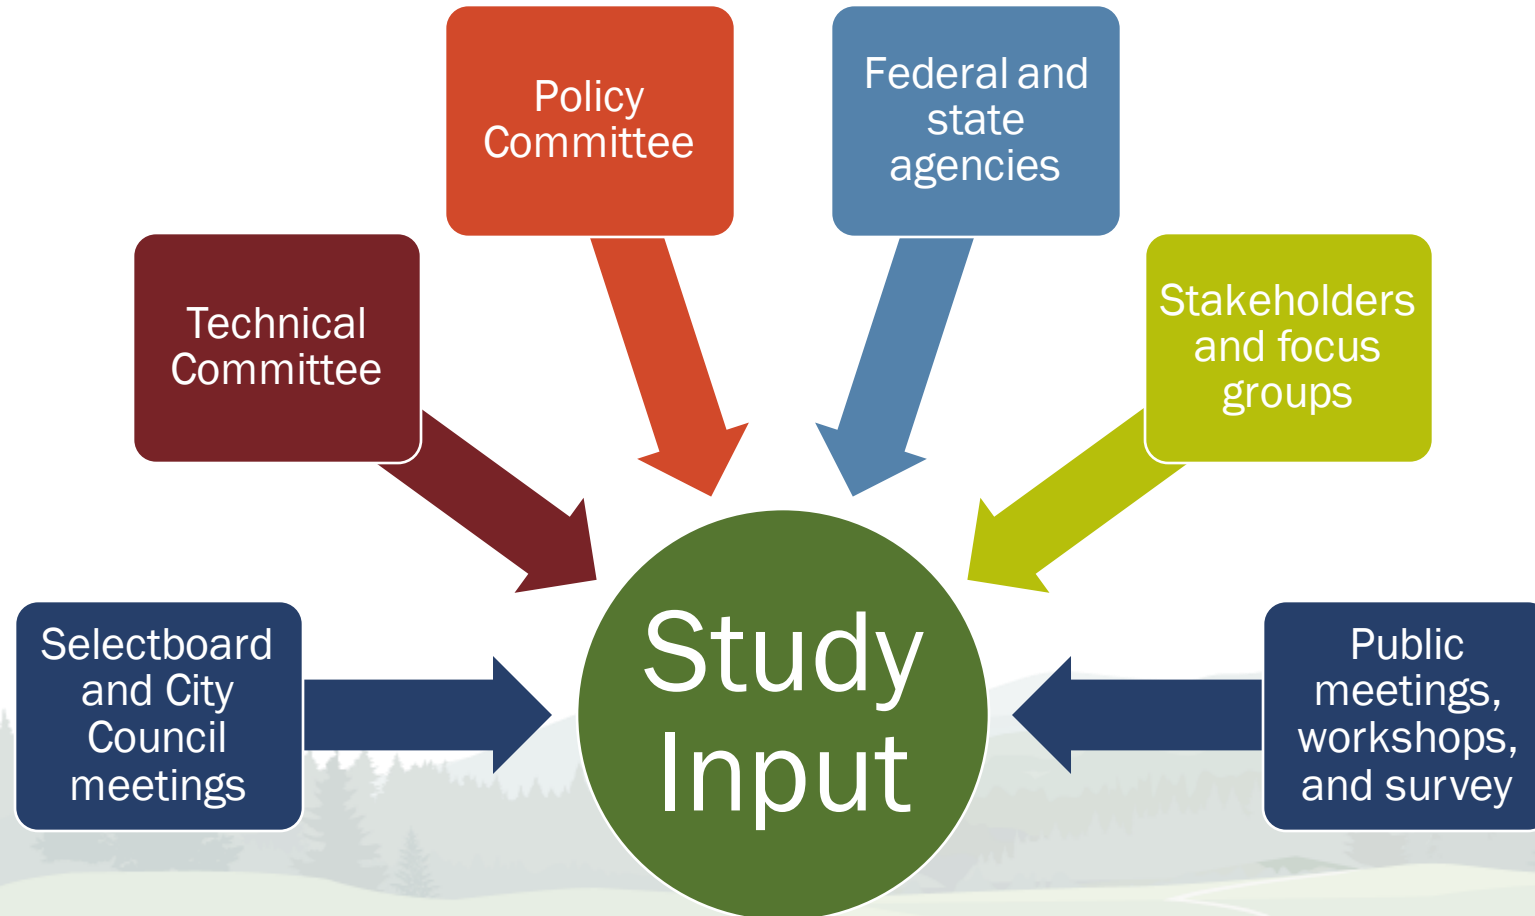 Policy
Committee
Federal and
state
agencies
Technical
Committee
Stakeholders
and focus
groups
Selectboard
and City
Council
meetings
Study
Input
Public
meetings,
workshops,
and survey